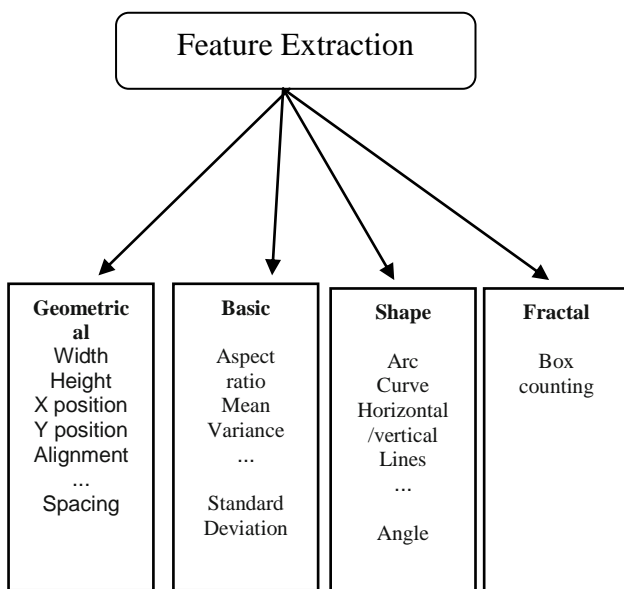 Feature Extraction
Geometric
al
Width
Height
X position
Y position
Alignment
...
Spacing
Basic
Aspect
ratio
Mean
Variance
...
Standard
Deviation
Shape
Arc
Curve
Horizontal
/vertical
Lines
...
Angle
Fractal
Box
counting